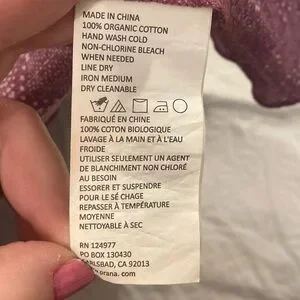 MADE IN CHINA
100% ORGANIC COTTON
HAND WASH COLD
NON-CHLORINE BLEACH
WHEN NEEDED
LINE DRY
IRON MEDIUM
DRY CLEANABLE
FABRIQUÉ EN CHINE
100% COTON BIOLOGIQUE
LAVAGE À LA MAIN ET À L'EAU
FROIDE
UTILISER SEULEMENT UN AGENT
DE BLANCHIMENT NON CHLORÉ
AU BESOIN
ESSORER ET SUSPENDRE
POUR LE SÉCHAGE
REPASSER À TEMPÉRATURE
MOYENNE
NETTOYABLE À SEC
RN 124977
PO BOX 130430
CARLSBAD, CA 92013
prana. com